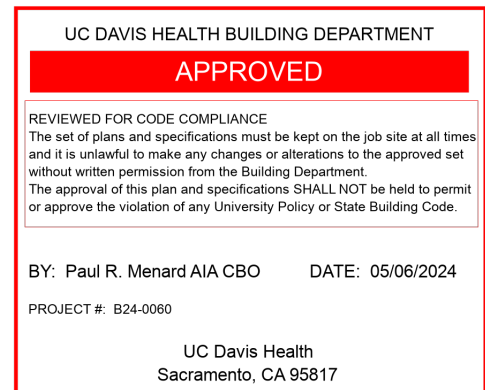 UC DAVIS HEALTH BUILDING DEPARTMENT
APPROVED
REVIEWED FOR CODE COMPLIANCE
The set of plans and specifications must be kept on the job site at all times
and it is unlawful to make any changes or alterations to the approved set
without written permission from the Building Department.
The approval of this plan and specifications SHALL NOT be held to permit
or approve the violation of any University Policy or State Building Code.
BY: Paul R. Menard AIA CBO DATE: 05/06/2024
PROJECT #: B24-0060
UC Davis Health
Sacramento, CA 95817